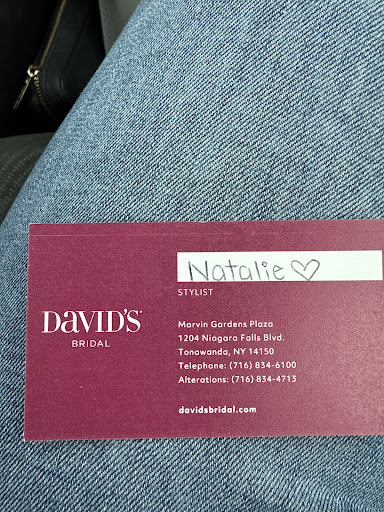 Natalie ♡
STYLIST
DAVID'S
BRIDAL
Marvin Gardens Plaza
1204 Niagara Falls Blvd.
Tonawanda, NY 14150
Telephone: (716) 834-6100
Alterations: (716) 834-4713
davidsbridal.com